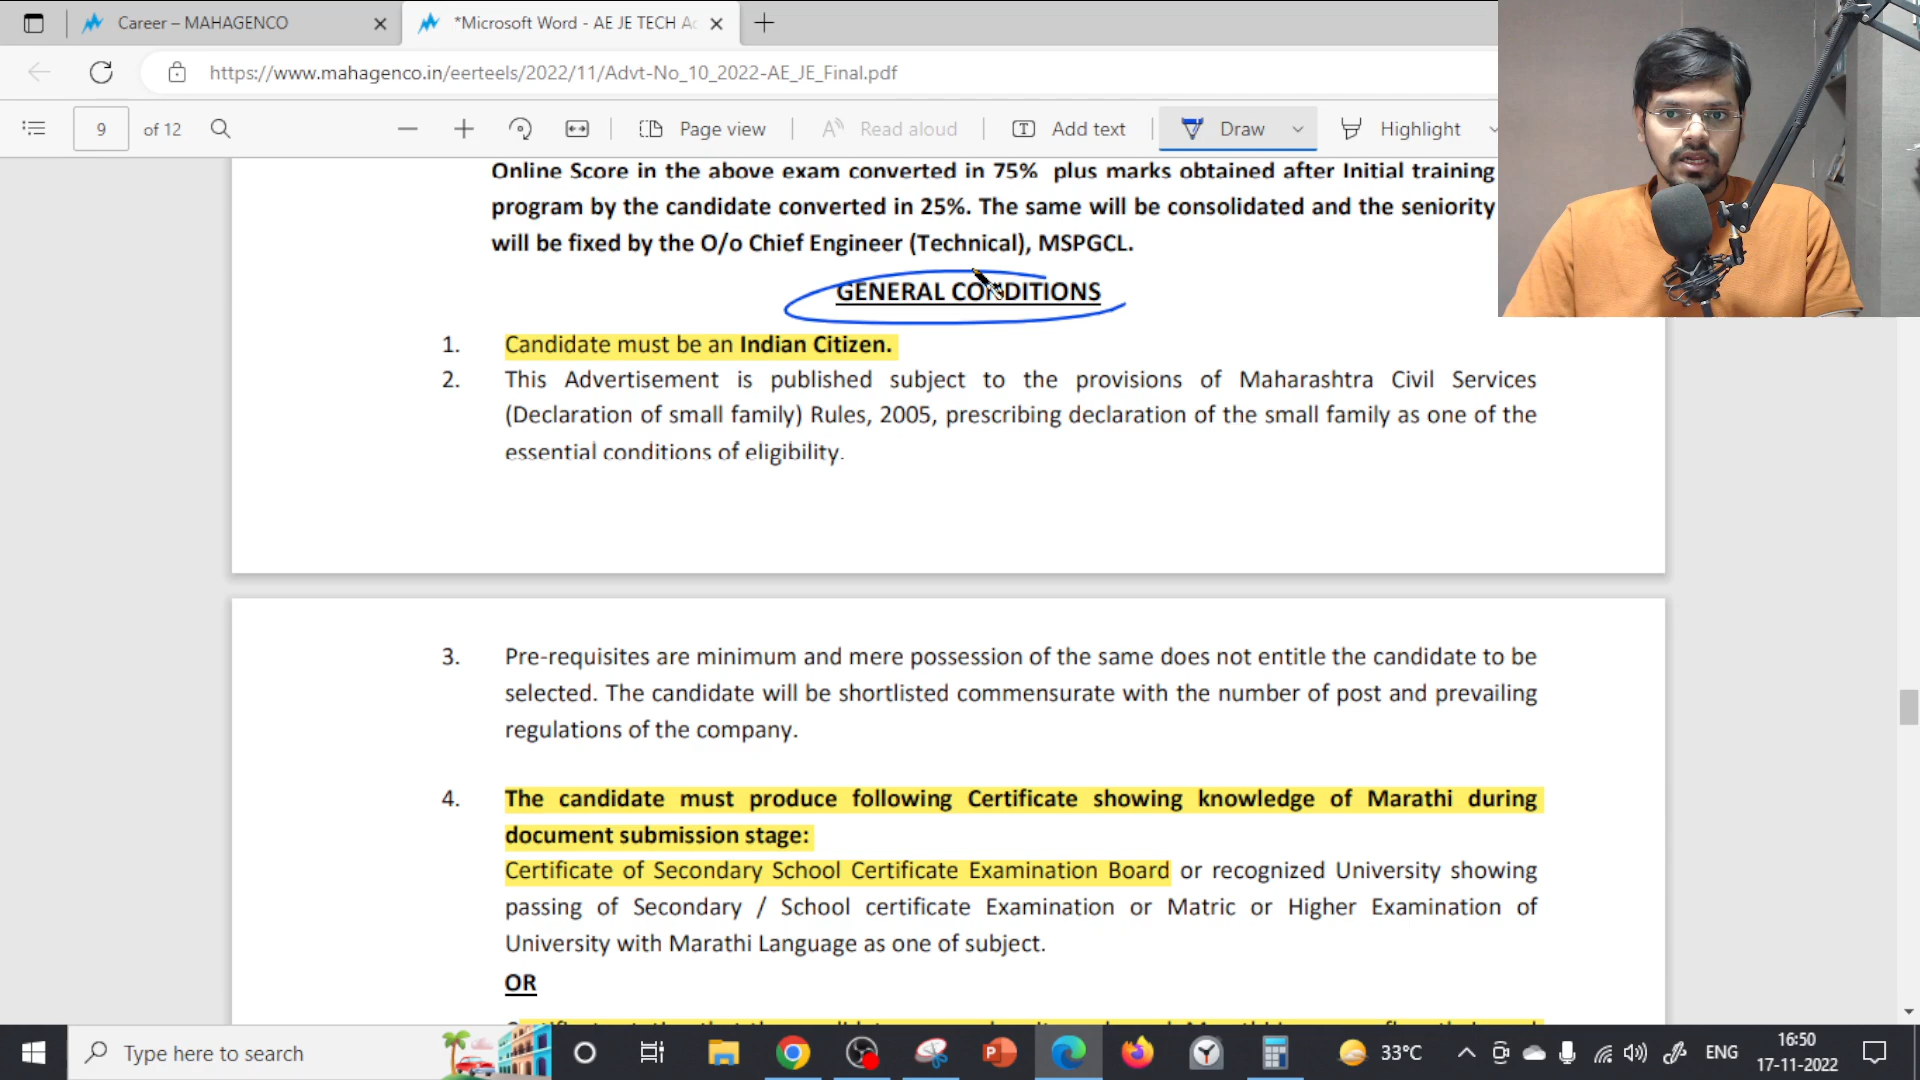 Career – MAHAGENCO
*Microsoft Word - AE JE TECH Ad
https://www.mahagenco.in/eerteels/2022/11/Advt-No_10_2022-AE_JE_Final.pdf
9 of 12 Page view Read aloud Add text Draw Highlight
Online Score in the above exam converted in 75% plus marks obtained after Initial training
program by the candidate converted in 25%. The same will be consolidated and the seniority
will be fixed by the O/o Chief Engineer (Technical), MSPGCL.
GENERAL CONDITIONS
1. Candidate must be an Indian Citizen.
2. This Advertisement is published subject to the provisions of Maharashtra Civil Services
(Declaration of small family) Rules, 2005, prescribing declaration of the small family as one of the
essential conditions of eligibility.
3. Pre-requisites are minimum and mere possession of the same does not entitle the candidate to be
selected. The candidate will be shortlisted commensurate with the number of post and prevailing
regulations of the company.
4. The candidate must produce following Certificate showing knowledge of Marathi during
document submission stage:
Certificate of Secondary School Certificate Examination Board or recognized University showing
passing of Secondary / School certificate Examination or Matric or Higher Examination of
University with Marathi Language as one of subject.
OR
Type here to search
33°C
ENG
16:50
17-11-2022